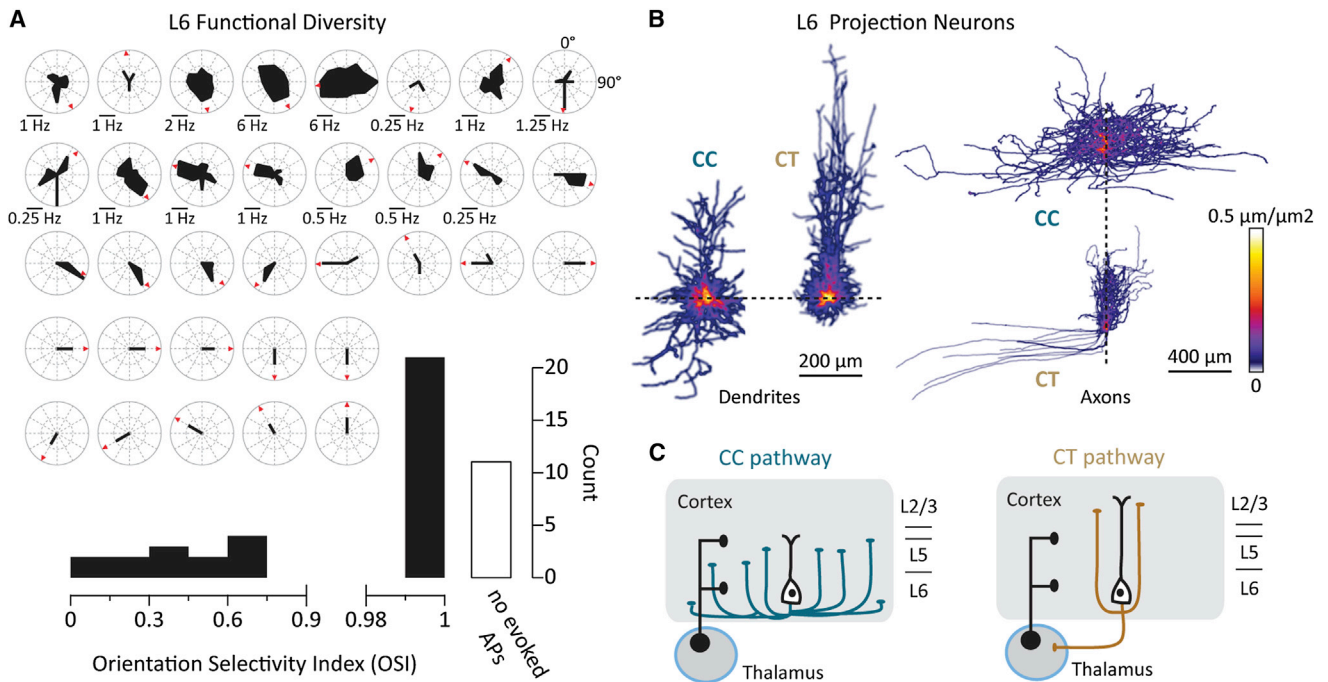 A
L6 Functional Diversity
0°
90°
1 Hz
1 Hz
2 Hz
6 Hz
6 Hz
0.25 Hz
1 Hz
1.25 Hz
0.25 Hz
1 Hz
1 Hz
1 Hz
0.5 Hz
0.5 Hz
0.25 Hz
20
10
5
0
Count
0
0.3
0.6
0.9
0.98
1
no evoked
APs
Orientation Selectivity Index (OSI)
B
L6 Projection Neurons
CC
CT
200 µm
Dendrites
CC
CT
0.5 µm/µm2
0
400 µm
Axons
C
CC pathway
Cortex
L2/3
L5
L6
Thalamus
CT pathway
Cortex
L2/3
L5
L6
Thalamus